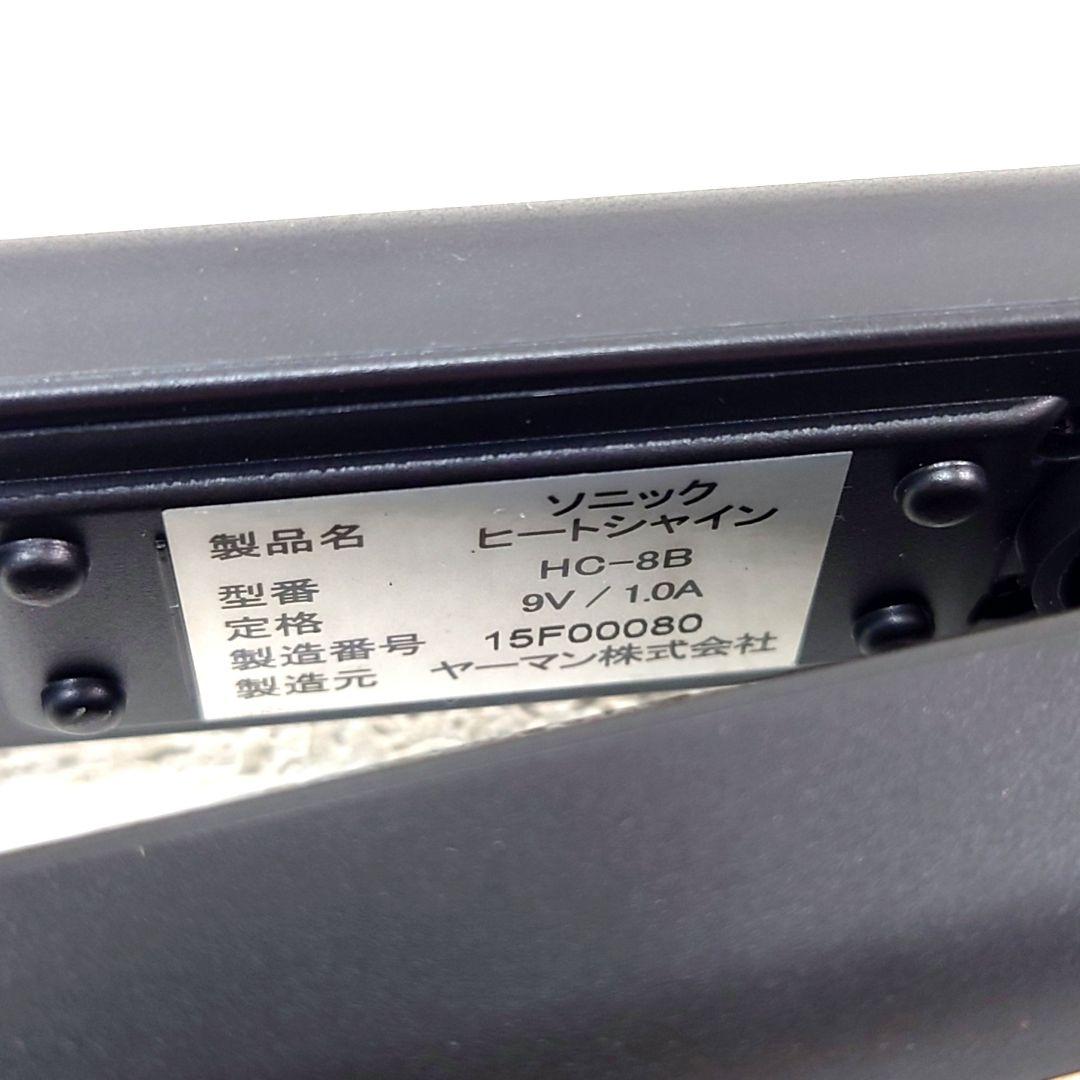 製品名 ソニック
ヒートシャイン
型番 HC-8B
定格 9V / 1.0A
製造番号 15F00080
製造元 ヤーマン株式会社